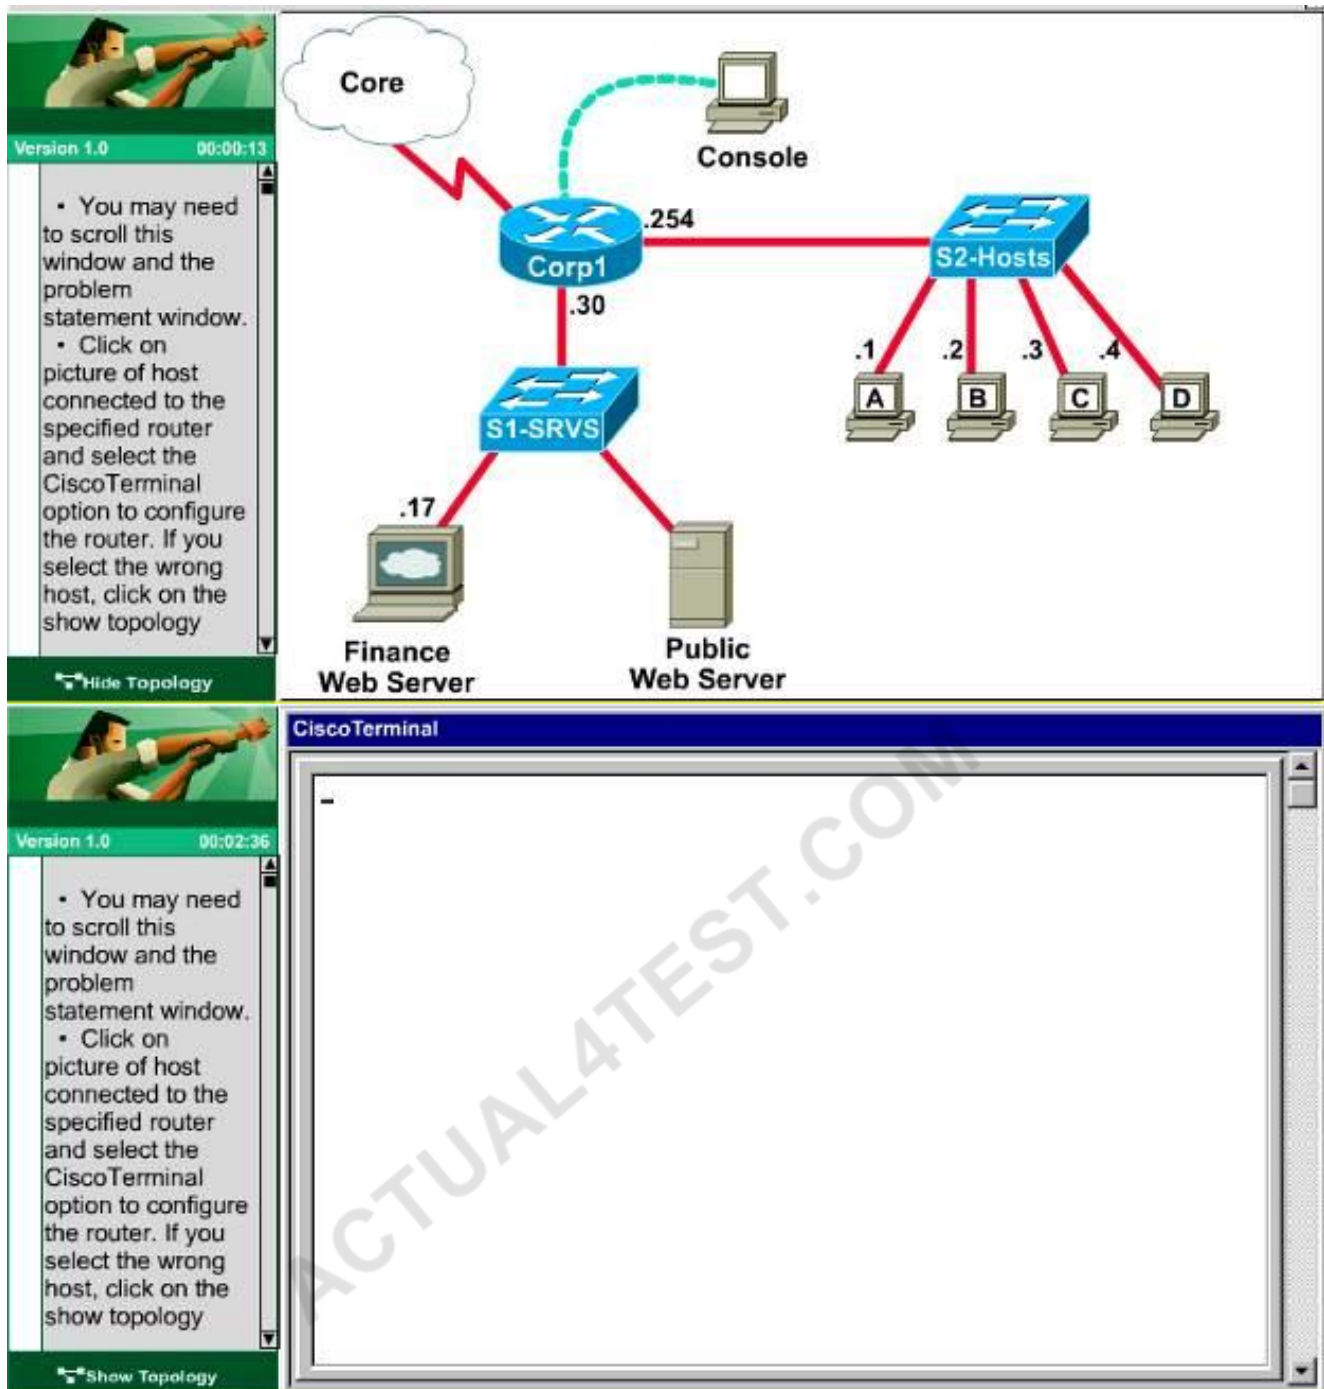 Version 1.0 00:00:13
• You may need
to scroll this
window and the
problem
statement window.
• Click on
picture of host
connected to the
specified router
and select the
CiscoTerminal
option to configure
the router. If you
select the wrong
host, click on the
show topology
Hide Topology
Core
Console
.254
Corp1
S2-Hosts
.30
.1
.2
.3
.4
A
B
C
D
S1-SRVS
.17
Finance
Web Server
Public
Web Server
Version 1.0 00:02:36
• You may need
to scroll this
window and the
problem
statement window.
• Click on
picture of host
connected to the
specified router
and select the
CiscoTerminal
option to configure
the router. If you
select the wrong
host, click on the
show topology
Show Topology
CiscoTerminal
ACTUAL4TEST.COM